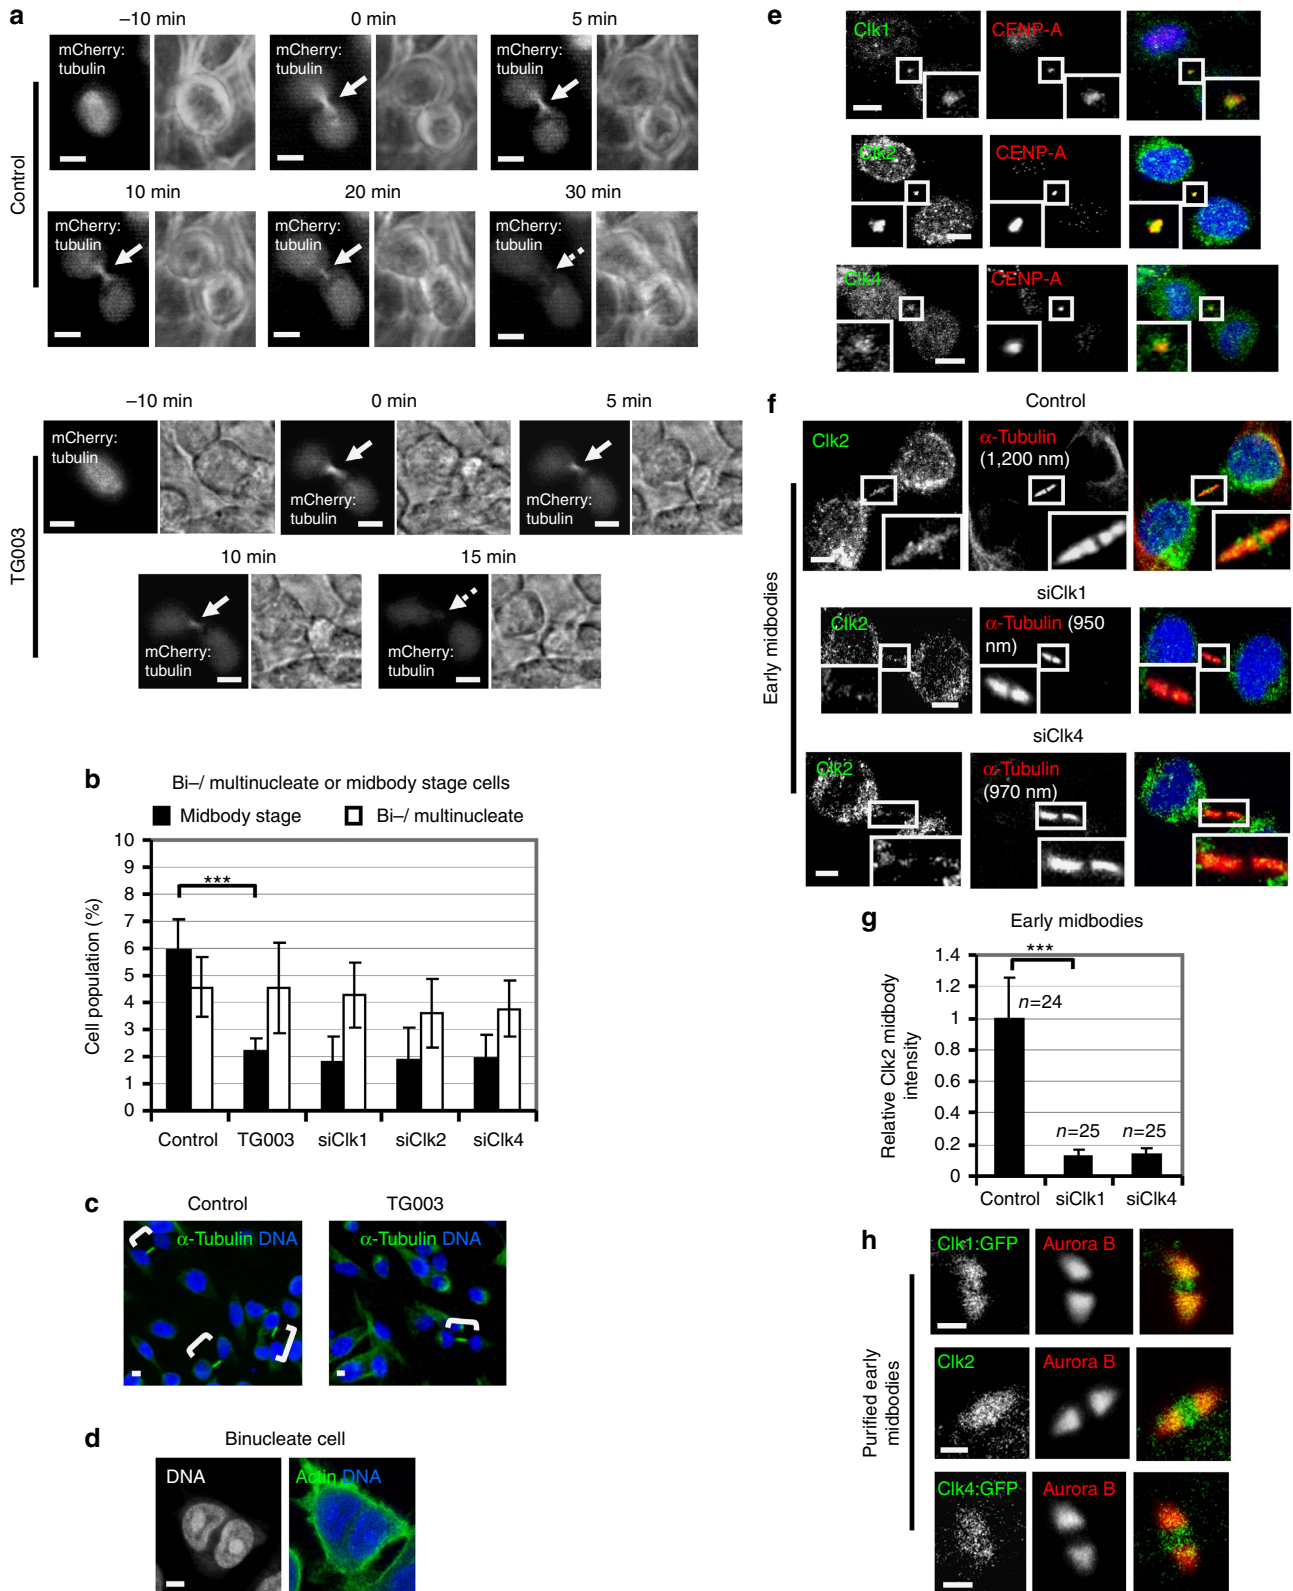 a
–10 min
0 min
5 min
Control
mCherry:
tubulin
mCherry:
tubulin
mCherry:
tubulin
10 min
20 min
30 min
mCherry:
tubulin
mCherry:
tubulin
mCherry:
tubulin
–10 min
0 min
5 min
TG003
mCherry:
tubulin
mCherry:
tubulin
mCherry:
tubulin
10 min
15 min
mCherry:
tubulin
mCherry:
tubulin
b
Bi–/ multinucleate or midbody stage cells
Midbody stage
Bi–/ multinucleate
Cell population (%)
10
9
8
7
6
5
4
3
2
1
0
***
Control
TG003
siClk1
siClk2
siClk4
c
Control
TG003
α-Tubulin DNA
α-Tubulin DNA
d
Binucleate cell
DNA
Actin DNA
e
Clk1
CENP-A
Clk2
CENP-A
Clk4
CENP-A
f
Control
Early midbodies
Clk2
α-Tubulin
(1,200 nm)
siClk1
Clk2
α-Tubulin (950
nm)
siClk4
Clk2
α-Tubulin
(970 nm)
g
Early midbodies
Relative Clk2 midbody
intensity
1.4
1.2
1
0.8
0.6
0.4
0.2
0
***
n=24
n=25
n=25
Control
siClk1
siClk4
h
Purified early
midbodies
Clk1:GFP
Aurora B
Clk2
Aurora B
Clk4:GFP
Aurora B